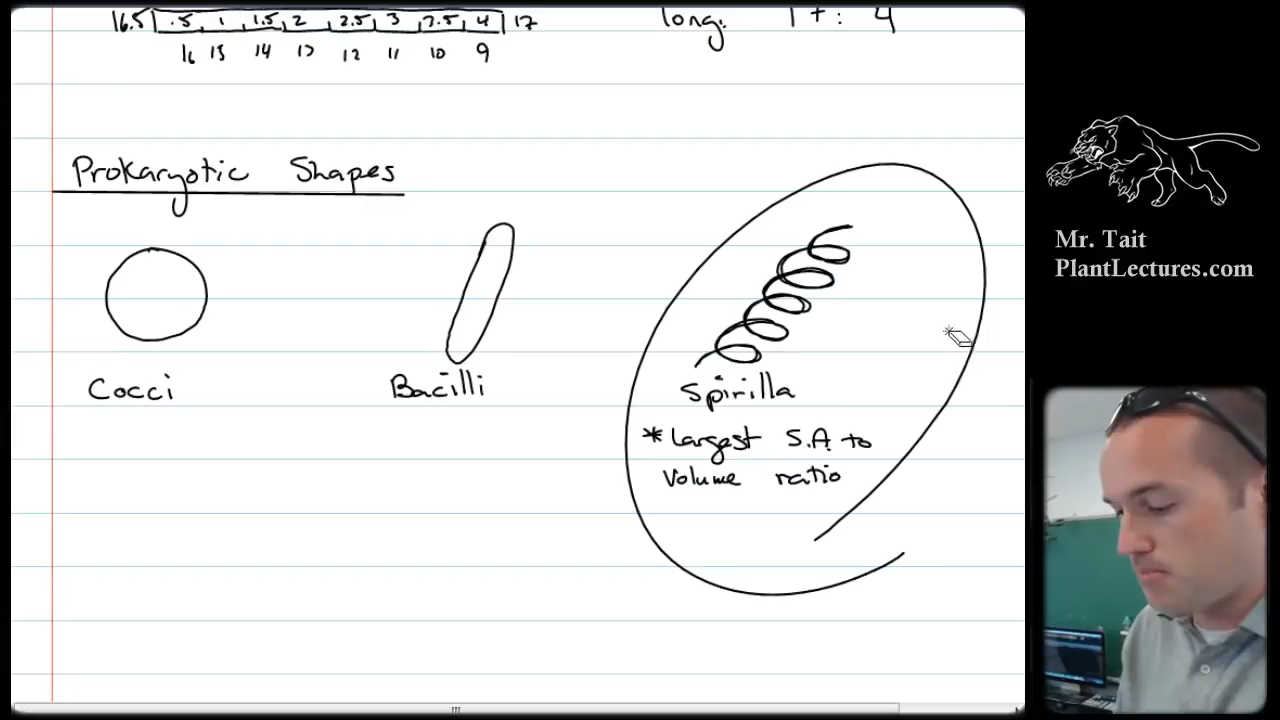 16.5 .5 1 1.5 2 2.5 3 3.5 4 17
16 15 14 13 12 11 10 9
long: 17 : 4
Prokaryotic Shapes
Cocci
Bacilli
Spirilla
*Largest S.A. to
Volume ratio
Mr. Tait
PlantLectures.com